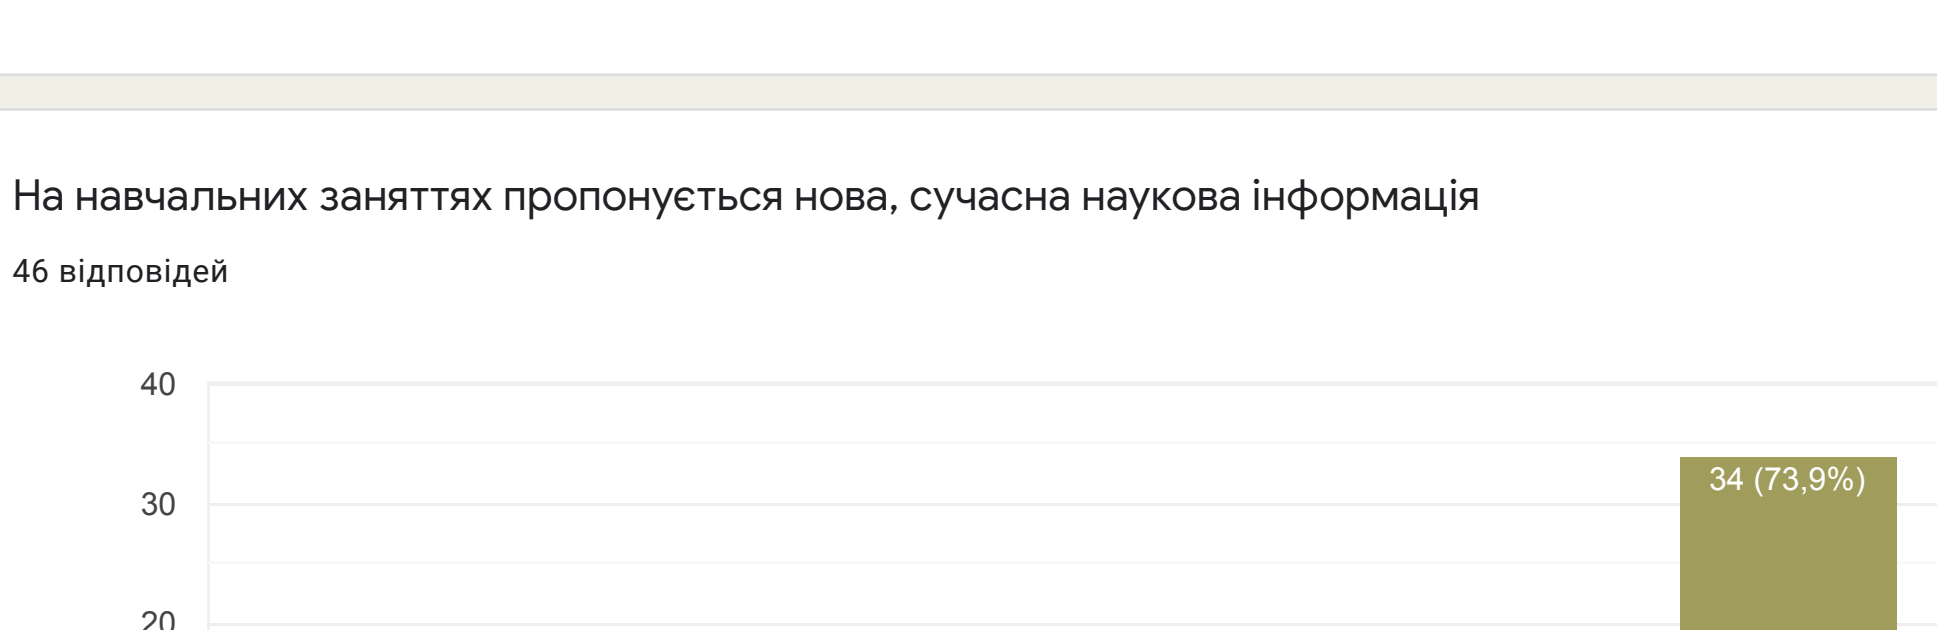 На навчальних заняттях пропонується нова, сучасна наукова інформація
46 відповідей
40
34 (73,9%)
30
20